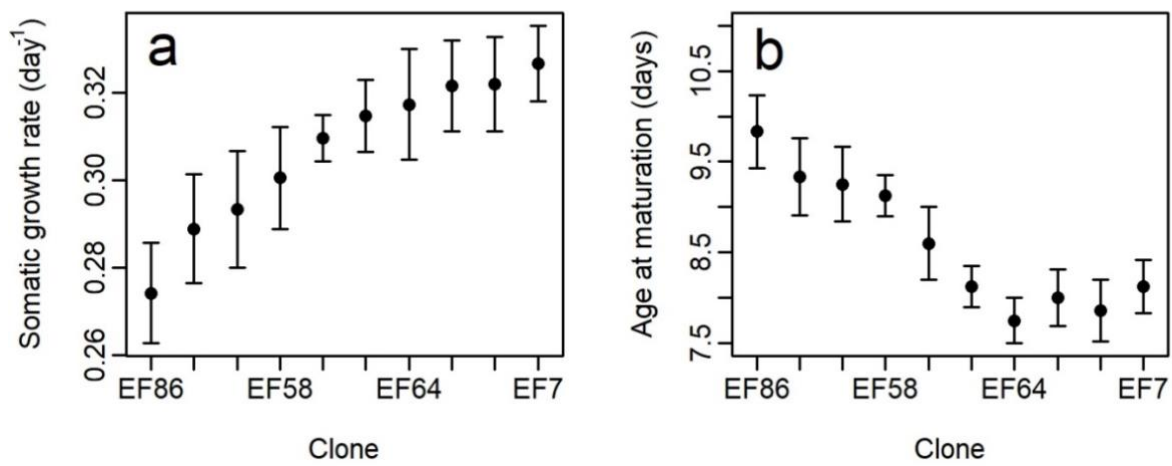 a
Somatic growth rate (day-1)
0.32
0.30
0.28
0.26
EF86 EF58 EF64 EF7
Clone
b
Age at maturation (days)
10.5
9.5
8.5
7.5
EF86 EF58 EF64 EF7
Clone